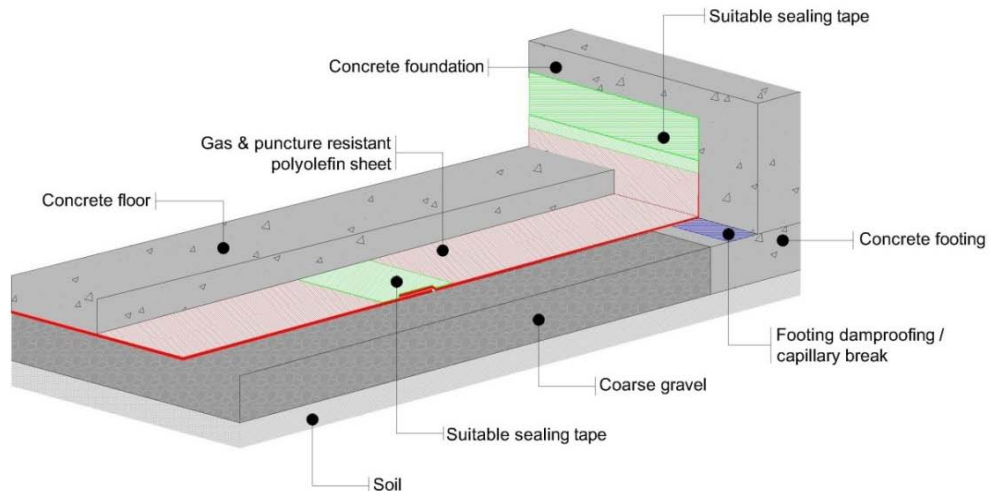 Suitable sealing tape
Concrete foundation
Gas & puncture resistant
polyolefin sheet
Concrete floor
Concrete footing
Footing damproofing /
capillary break
Coarse gravel
Suitable sealing tape
Soil